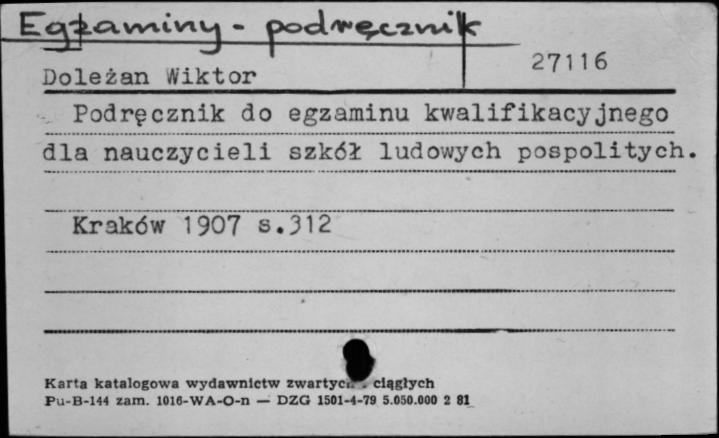 Egzaminy - podręcznik
Doleżan Wiktor
27116
Podręcznik do egzaminu kwalifikacyjnego
dla nauczycieli szkół ludowych pospolitych.
Kraków 1907 s.312
Karta katalogowa wydawnictw zwartych ciągłych
Pu-B-144 zam. 1016-WA-O-n — DZG 1501-4-79 5.050.000 2 81